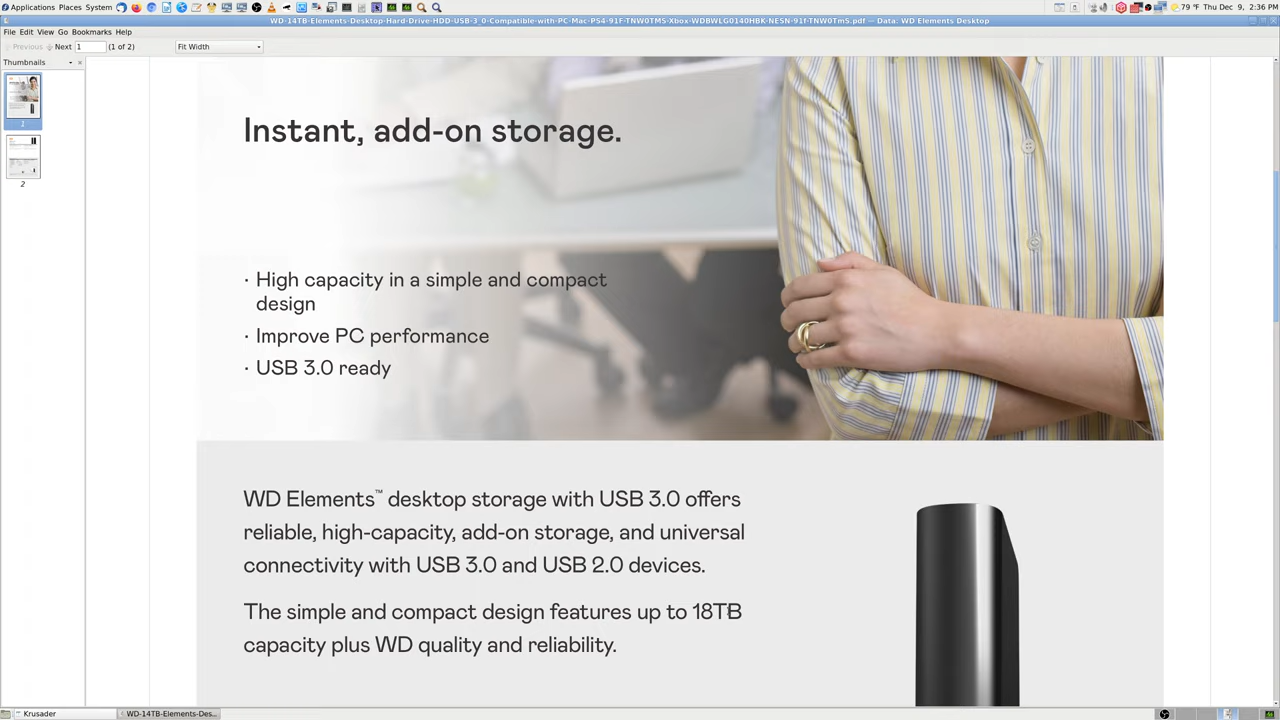 WD-14TB-Elements-Desktop-Hard-Drive-HDD-USB-3_0-Compatible-with-PC-Mac-PS4-91F-TNW0TMS-Xbox-WDBWLG0140HBK-NESN-91f-TNW0Tm5.pdf — Data: WD Elements Desktop
Applications Places System
79 °F Thu Dec 9, 2:36 PM
File Edit View Go Bookmarks Help
Previous Next 1 (1 of 2) Fit Width
Thumbnails
1
2
Instant, add-on storage.
· High capacity in a simple and compact
design
· Improve PC performance
· USB 3.0 ready
WD Elements™ desktop storage with USB 3.0 offers
reliable, high-capacity, add-on storage, and universal
connectivity with USB 3.0 and USB 2.0 devices.
The simple and compact design features up to 18TB
capacity plus WD quality and reliability.
Krusader
WD-14TB-Elements-Des...